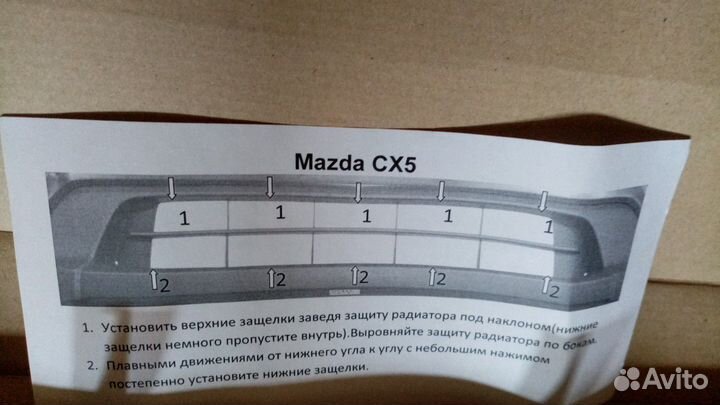 Mazda CX5
1 1 1 1 1
2 2 2 2 2
1. Установить верхние защелки заведя защиту радиатора под наклоном(нижние
защелки немного пропустите внутрь).Выровняйте защиту радиатора по бокам.
2. Плавными движениями от нижнего угла к углу с небольшим нажимом
постепенно установите нижние защелки.
Avito